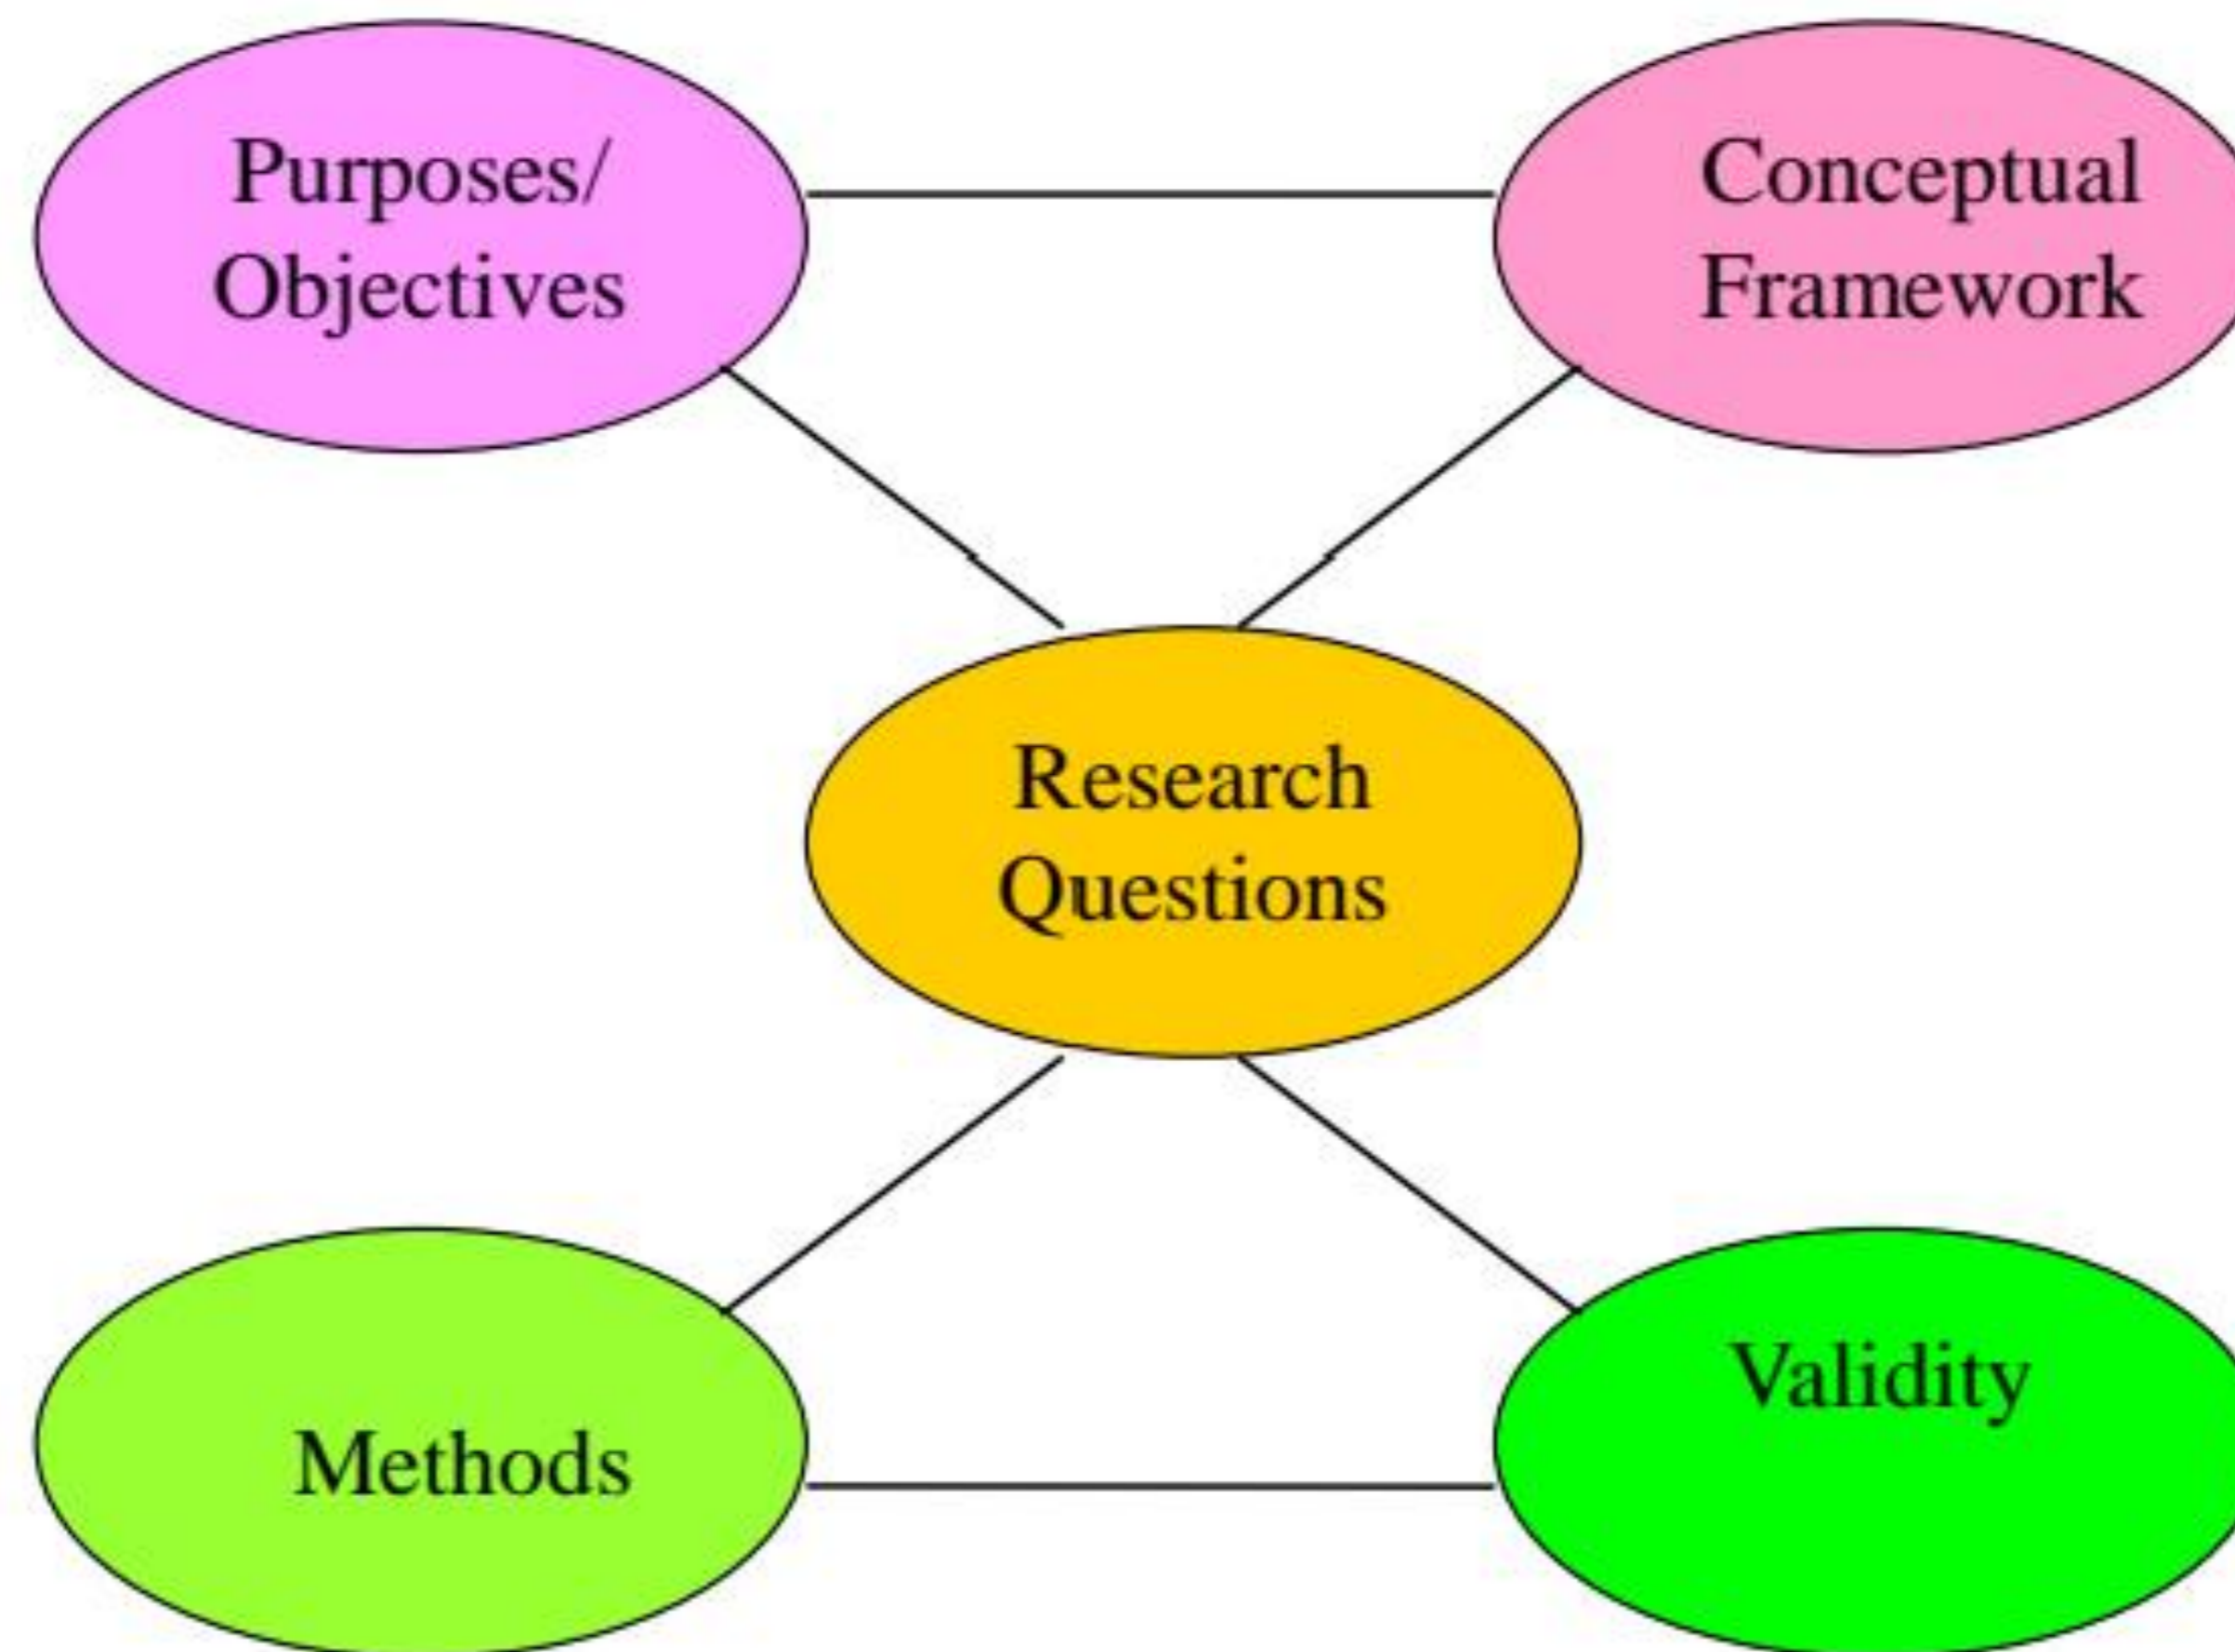 Purposes/
Objectives
Conceptual
Framework
Research
Questions
Methods
Validity